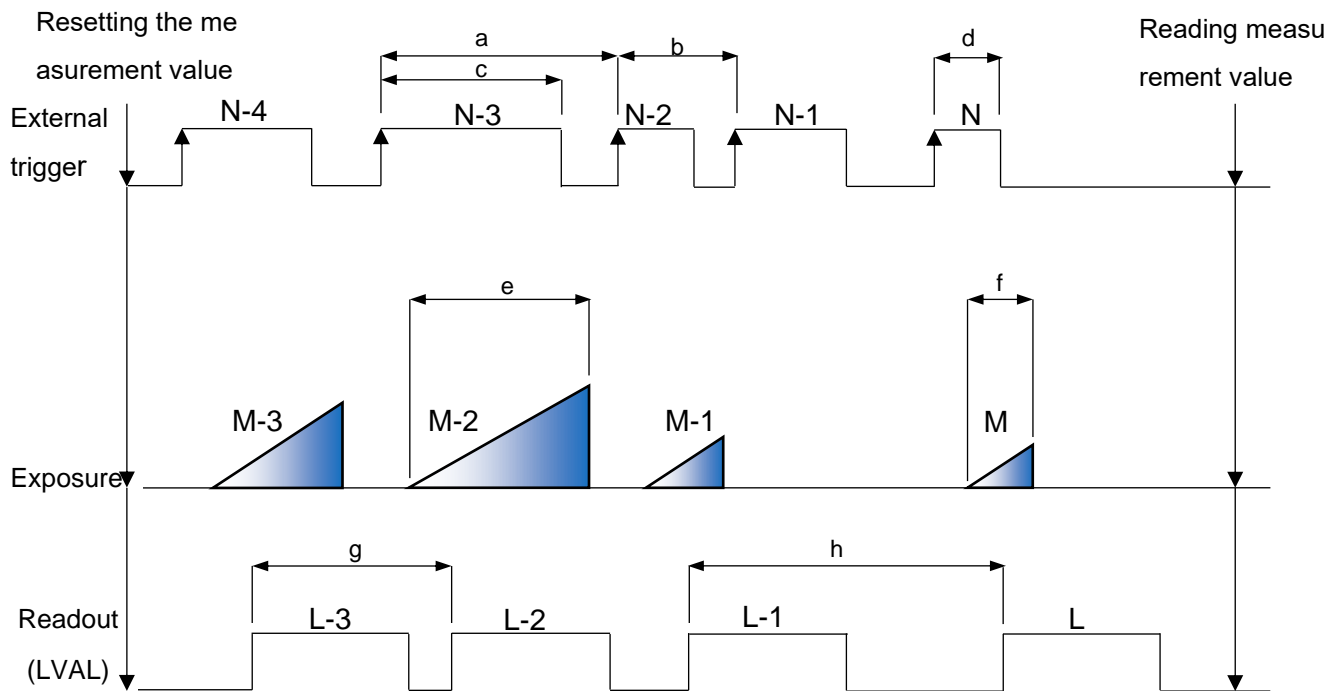 Resetting the me
asurement value
Reading measu
rement value
a
b
c
d
External
trigger
N-4
N-3
N-2
N-1
N
e
f
M-3
M-2
M-1
M
Exposure
g
h
Readout
(LVAL)
L-3
L-2
L-1
L